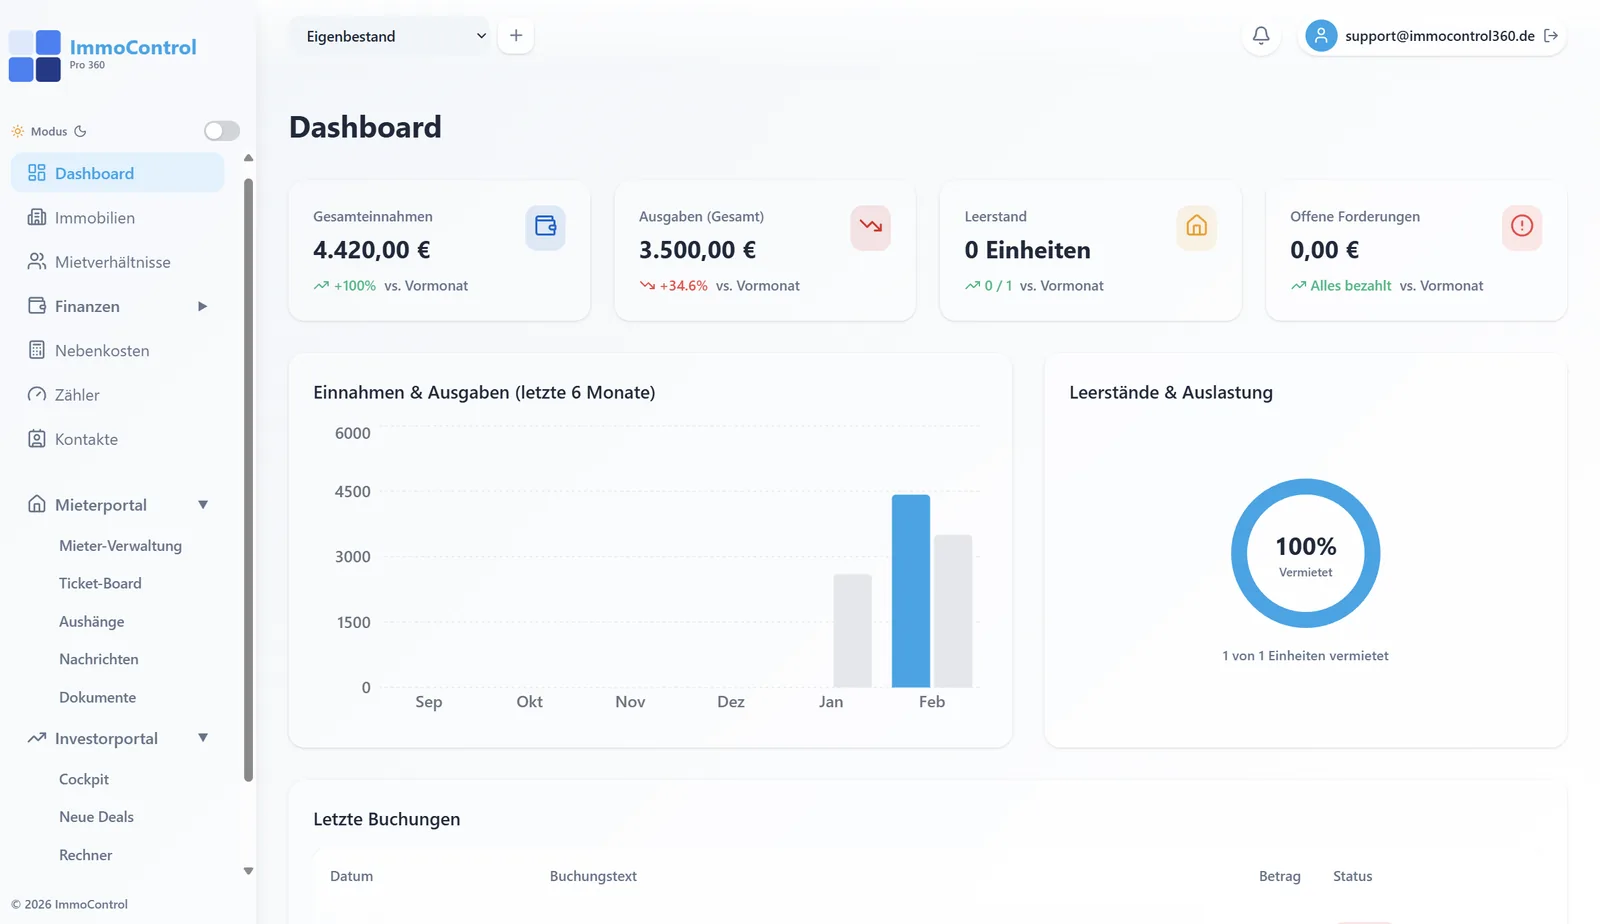 ImmoControl
Pro 360
Modus
Dashboard
Immobilien
Mietverhältnisse
Finanzen
Nebenkosten
Zähler
Kontakte
Mieterportal
Mieter-Verwaltung
Ticket-Board
Aushänge
Nachrichten
Dokumente
Investorportal
Cockpit
Neue Deals
Rechner
© 2026 ImmoControl
Eigenbestand
support@immocontrol360.de
Dashboard
Gesamteinnahmen
4.420,00 €
+100% vs. Vormonat
Ausgaben (Gesamt)
3.500,00 €
+34.6% vs. Vormonat
Leerstand
0 Einheiten
0 / 1 vs. Vormonat
Offene Forderungen
0,00 €
Alles bezahlt vs. Vormonat
Einnahmen & Ausgaben (letzte 6 Monate)
6000
4500
3000
1500
0
Sep Okt Nov Dez Jan Feb
Leerstände & Auslastung
100%
Vermietet
1 von 1 Einheiten vermietet
Letzte Buchungen
Datum Buchungstext Betrag Status